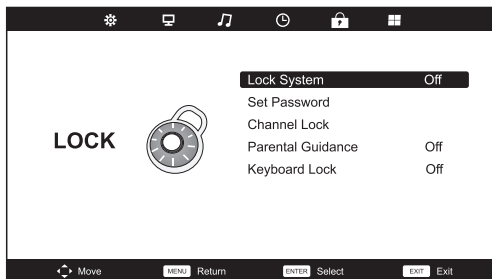 LOCK
Lock System Off
Set Password
Channel Lock
Parental Guidance Off
Keyboard Lock Off
Move MENU Return ENTER Select EXIT Exit